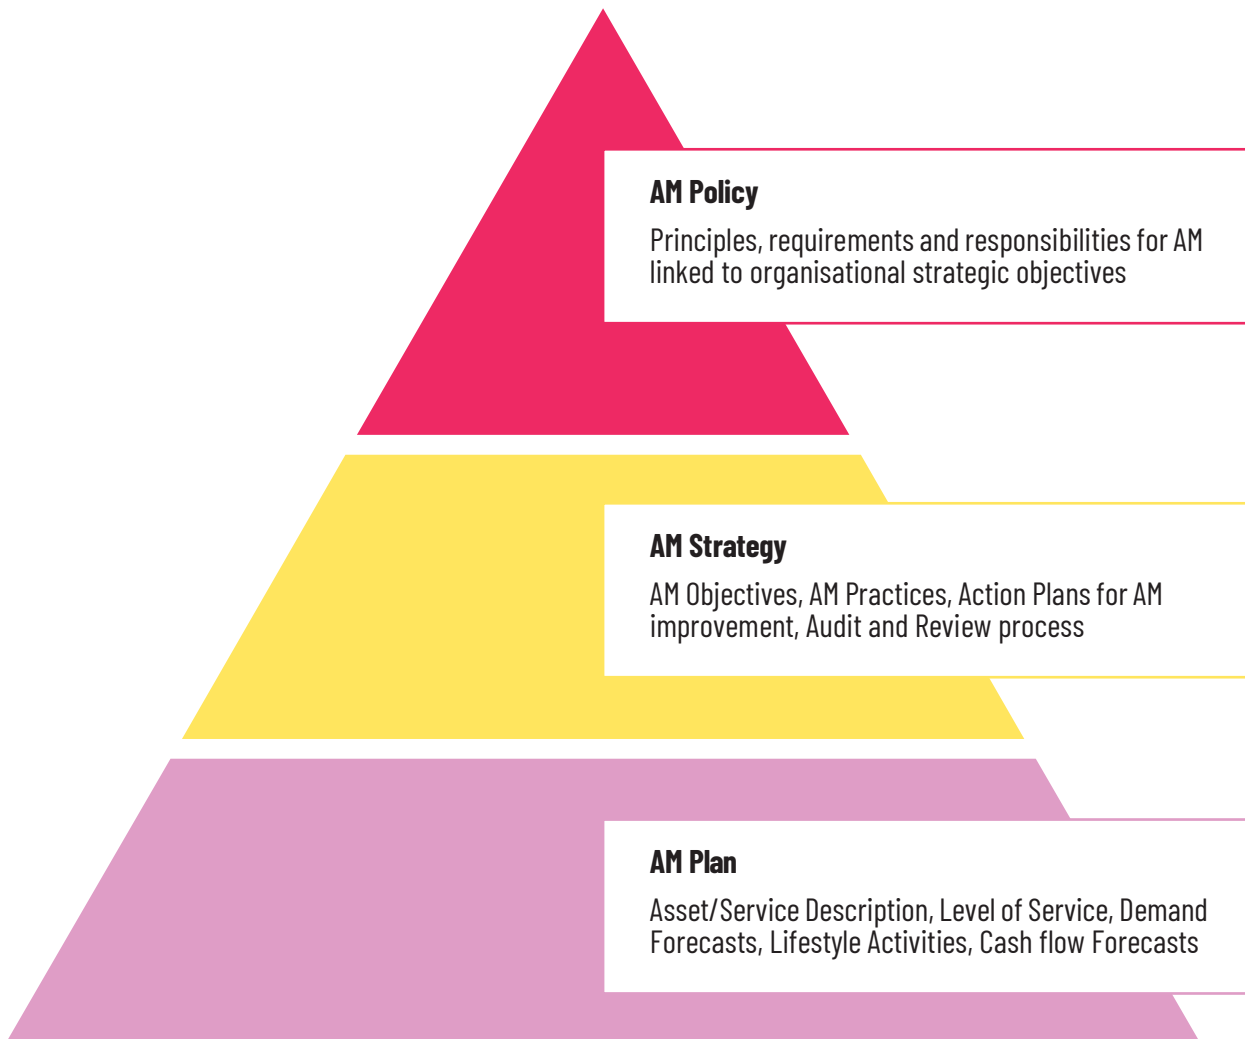 AM Policy
Principles, requirements and responsibilities for AM
linked to organisational strategic objectives
AM Strategy
AM Objectives, AM Practices, Action Plans for AM
improvement, Audit and Review process
AM Plan
Asset/Service Description, Level of Service, Demand
Forecasts, Lifestyle Activities, Cash flow Forecasts